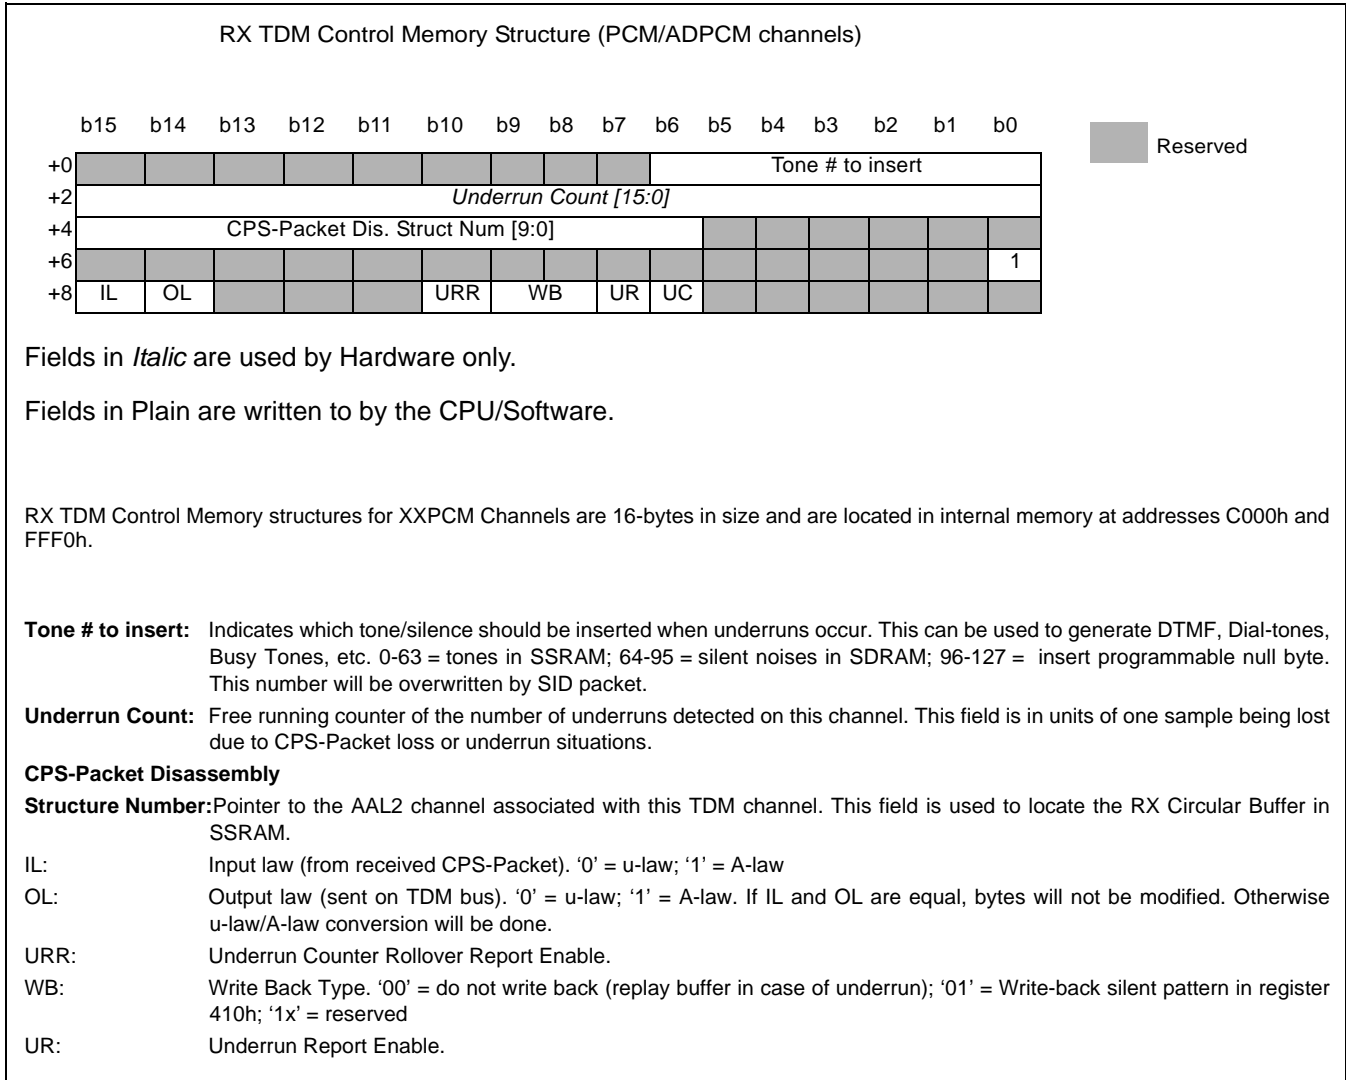 RX TDM Control Memory Structure (PCM/ADPCM channels)
b15 b14 b13 b12 b11 b10 b9 b8 b7 b6 b5 b4 b3 b2 b1 b0
Reserved
+0 Tone # to insert
+2 Underrun Count [15:0]
+4 CPS-Packet Dis. Struct Num [9:0]
+6 1
+8 IL OL URR WB UR UC
Fields in Italic are used by Hardware only.
Fields in Plain are written to by the CPU/Software.
RX TDM Control Memory structures for XXPCM Channels are 16-bytes in size and are located in internal memory at addresses C000h and
FFF0h.
Tone # to insert: Indicates which tone/silence should be inserted when underruns occur. This can be used to generate DTMF, Dial-tones,
Busy Tones, etc. 0-63 = tones in SSRAM; 64-95 = silent noises in SDRAM; 96-127 = insert programmable null byte.
This number will be overwritten by SID packet.
Underrun Count: Free running counter of the number of underruns detected on this channel. This field is in units of one sample being lost
due to CPS-Packet loss or underrun situations.
CPS-Packet Disassembly
Structure Number:Pointer to the AAL2 channel associated with this TDM channel. This field is used to locate the RX Circular Buffer in
SSRAM.
IL: Input law (from received CPS-Packet). ‘0’ = u-law; ‘1’ = A-law
OL: Output law (sent on TDM bus). ‘0’ = u-law; ‘1’ = A-law. If IL and OL are equal, bytes will not be modified. Otherwise
u-law/A-law conversion will be done.
URR: Underrun Counter Rollover Report Enable.
WB: Write Back Type. ‘00’ = do not write back (replay buffer in case of underrun); ‘01’ = Write-back silent pattern in register
410h; ‘1x’ = reserved
UR: Underrun Report Enable.